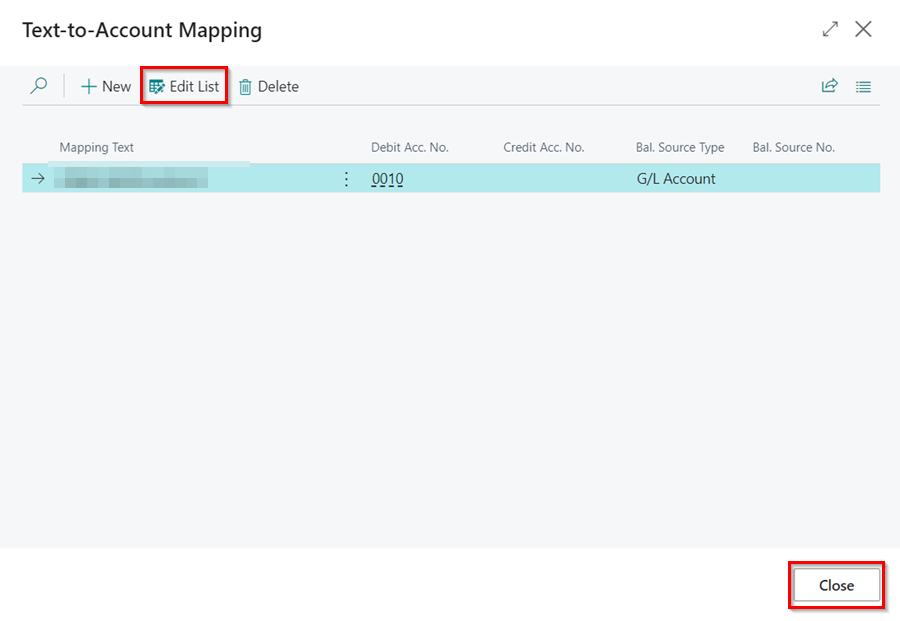 Text-to-Account Mapping
New Edit List Delete
Mapping Text Debit Acc. No. Credit Acc. No. Bal. Source Type Bal. Source No.
0010 G/L Account
Close